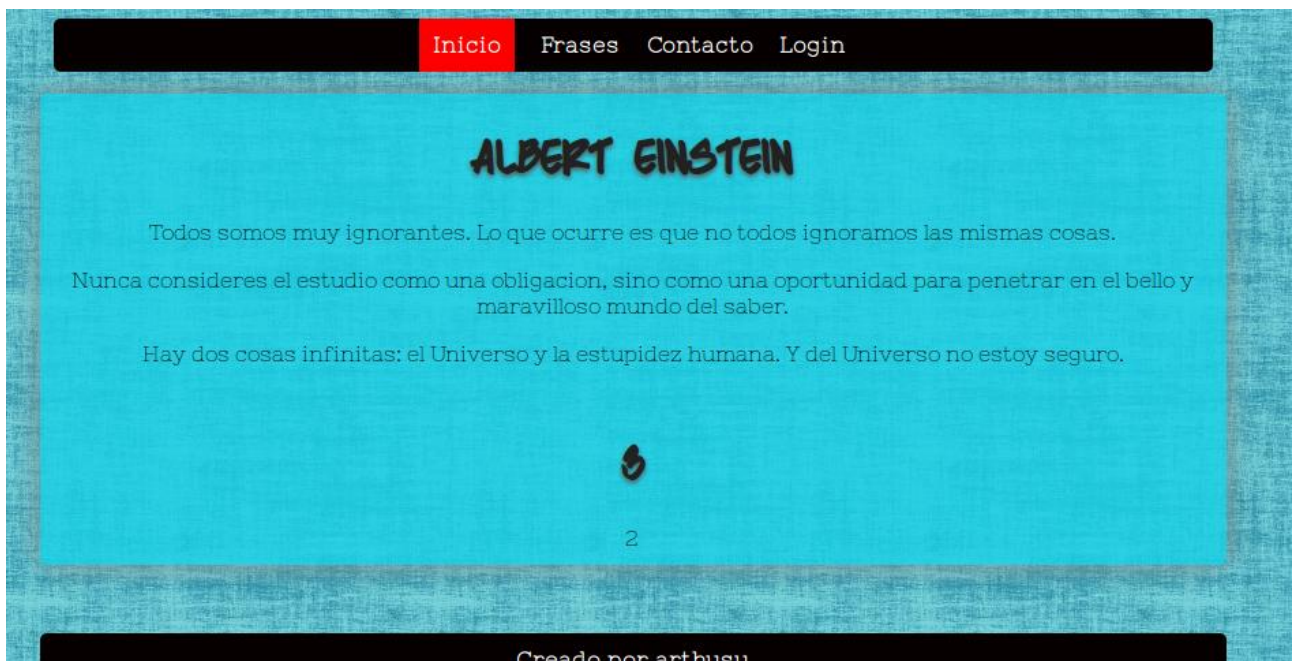 Inicio Frases Contacto Login
ALBERT EINSTEIN
Todos somos muy ignorantes. Lo que ocurre es que no todos ignoramos las mismas cosas.
Nunca consideres el estudio como una obligacion, sino como una oportunidad para penetrar en el bello y
maravilloso mundo del saber.
Hay dos cosas infinitas: el Universo y la estupidez humana. Y del Universo no estoy seguro.
S
2
Creado por arthusu